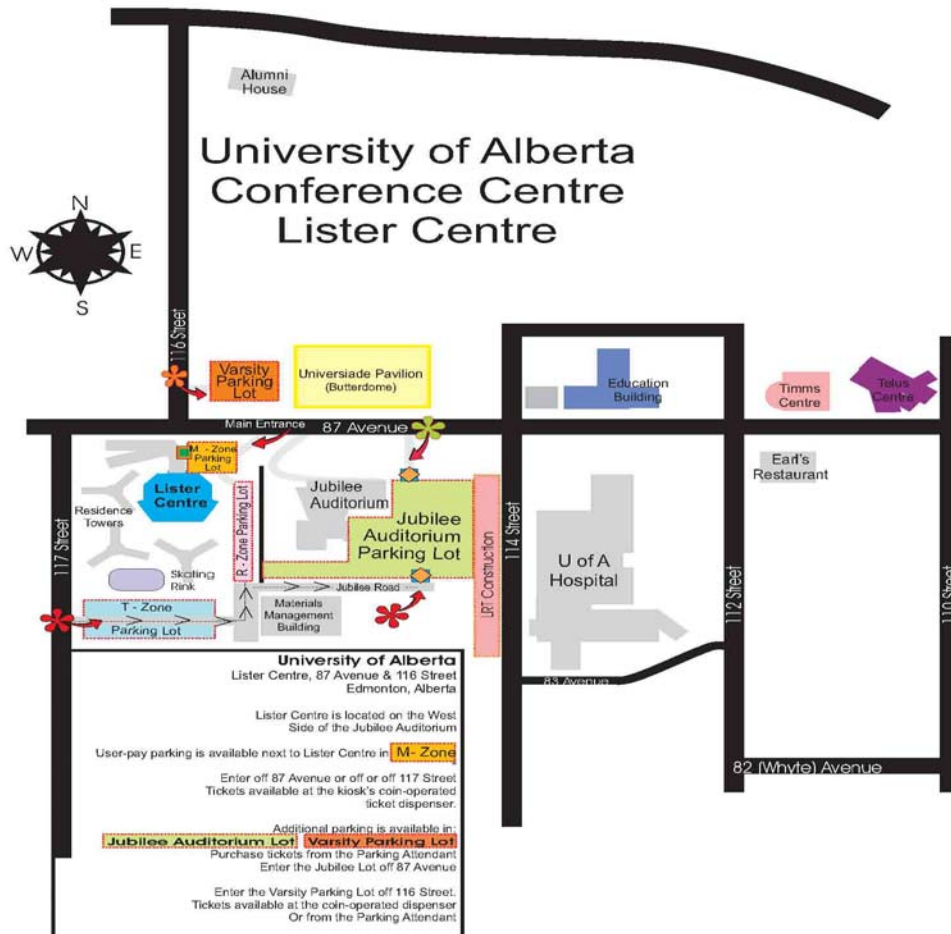 Alumni
House
University of Alberta
Conference Centre
Lister Centre
N
W
E
S
116 Street
Varsity
Parking
Lot
Universiade Pavilion
(Butterdome)
Education
Building
Timms
Centre
Telus
Centre
Main Entrance
87 Avenue
M - Zone
Parking
Lot
Lister
Centre
Residence
Towers
R - Zone Parking Lot
Jubilee
Auditorium
Jubilee
Auditorium
Parking Lot
LRT Construction
114 Street
Earl's
Restaurant
U of A
Hospital
112 Street
110 Street
117 Street
Skating
Rink
Jubilee Road
T - Zone
Parking Lot
Materials
Management
Building
83 Avenue
82 (Whyte) Avenue
University of Alberta
Lister Centre, 87 Avenue & 116 Street
Edmonton, Alberta
Lister Centre is located on the West
Side of the Jubilee Auditorium
User-pay parking is available next to Lister Centre in M- Zone
Enter off 87 Avenue or off or off 117 Street
Tickets available at the kiosk's coin-operated
ticket dispenser.
Additional parking is available in:
Jubilee Auditorium Lot Varsity Parking Lot
Purchase tickets from the Parking Attendant
Enter the Jubilee Lot off 87 Avenue
Enter the Varsity Parking Lot off 116 Street.
Tickets available at the coin-operated dispenser
Or from the Parking Attendant